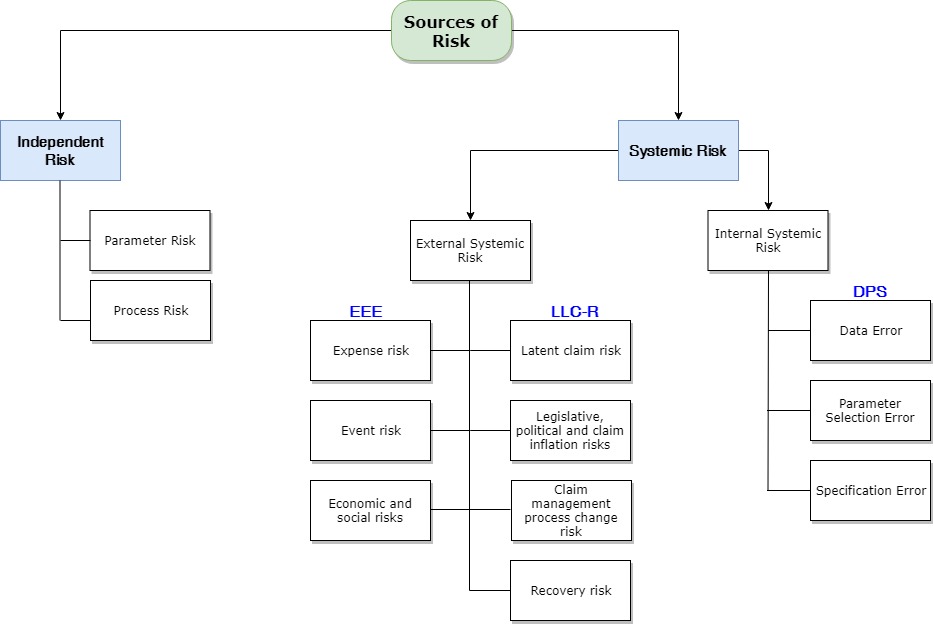 Sources of
Risk
Independent
Risk
Systemic Risk
Parameter Risk
Process Risk
External Systemic
Risk
Internal Systemic
Risk
EEE
LLC-R
DPS
Expense risk
Latent claim risk
Event risk
Legislative,
political and claim
inflation risks
Economic and
social risks
Claim
management
process change
risk
Recovery risk
Data Error
Parameter
Selection Error
Specification Error